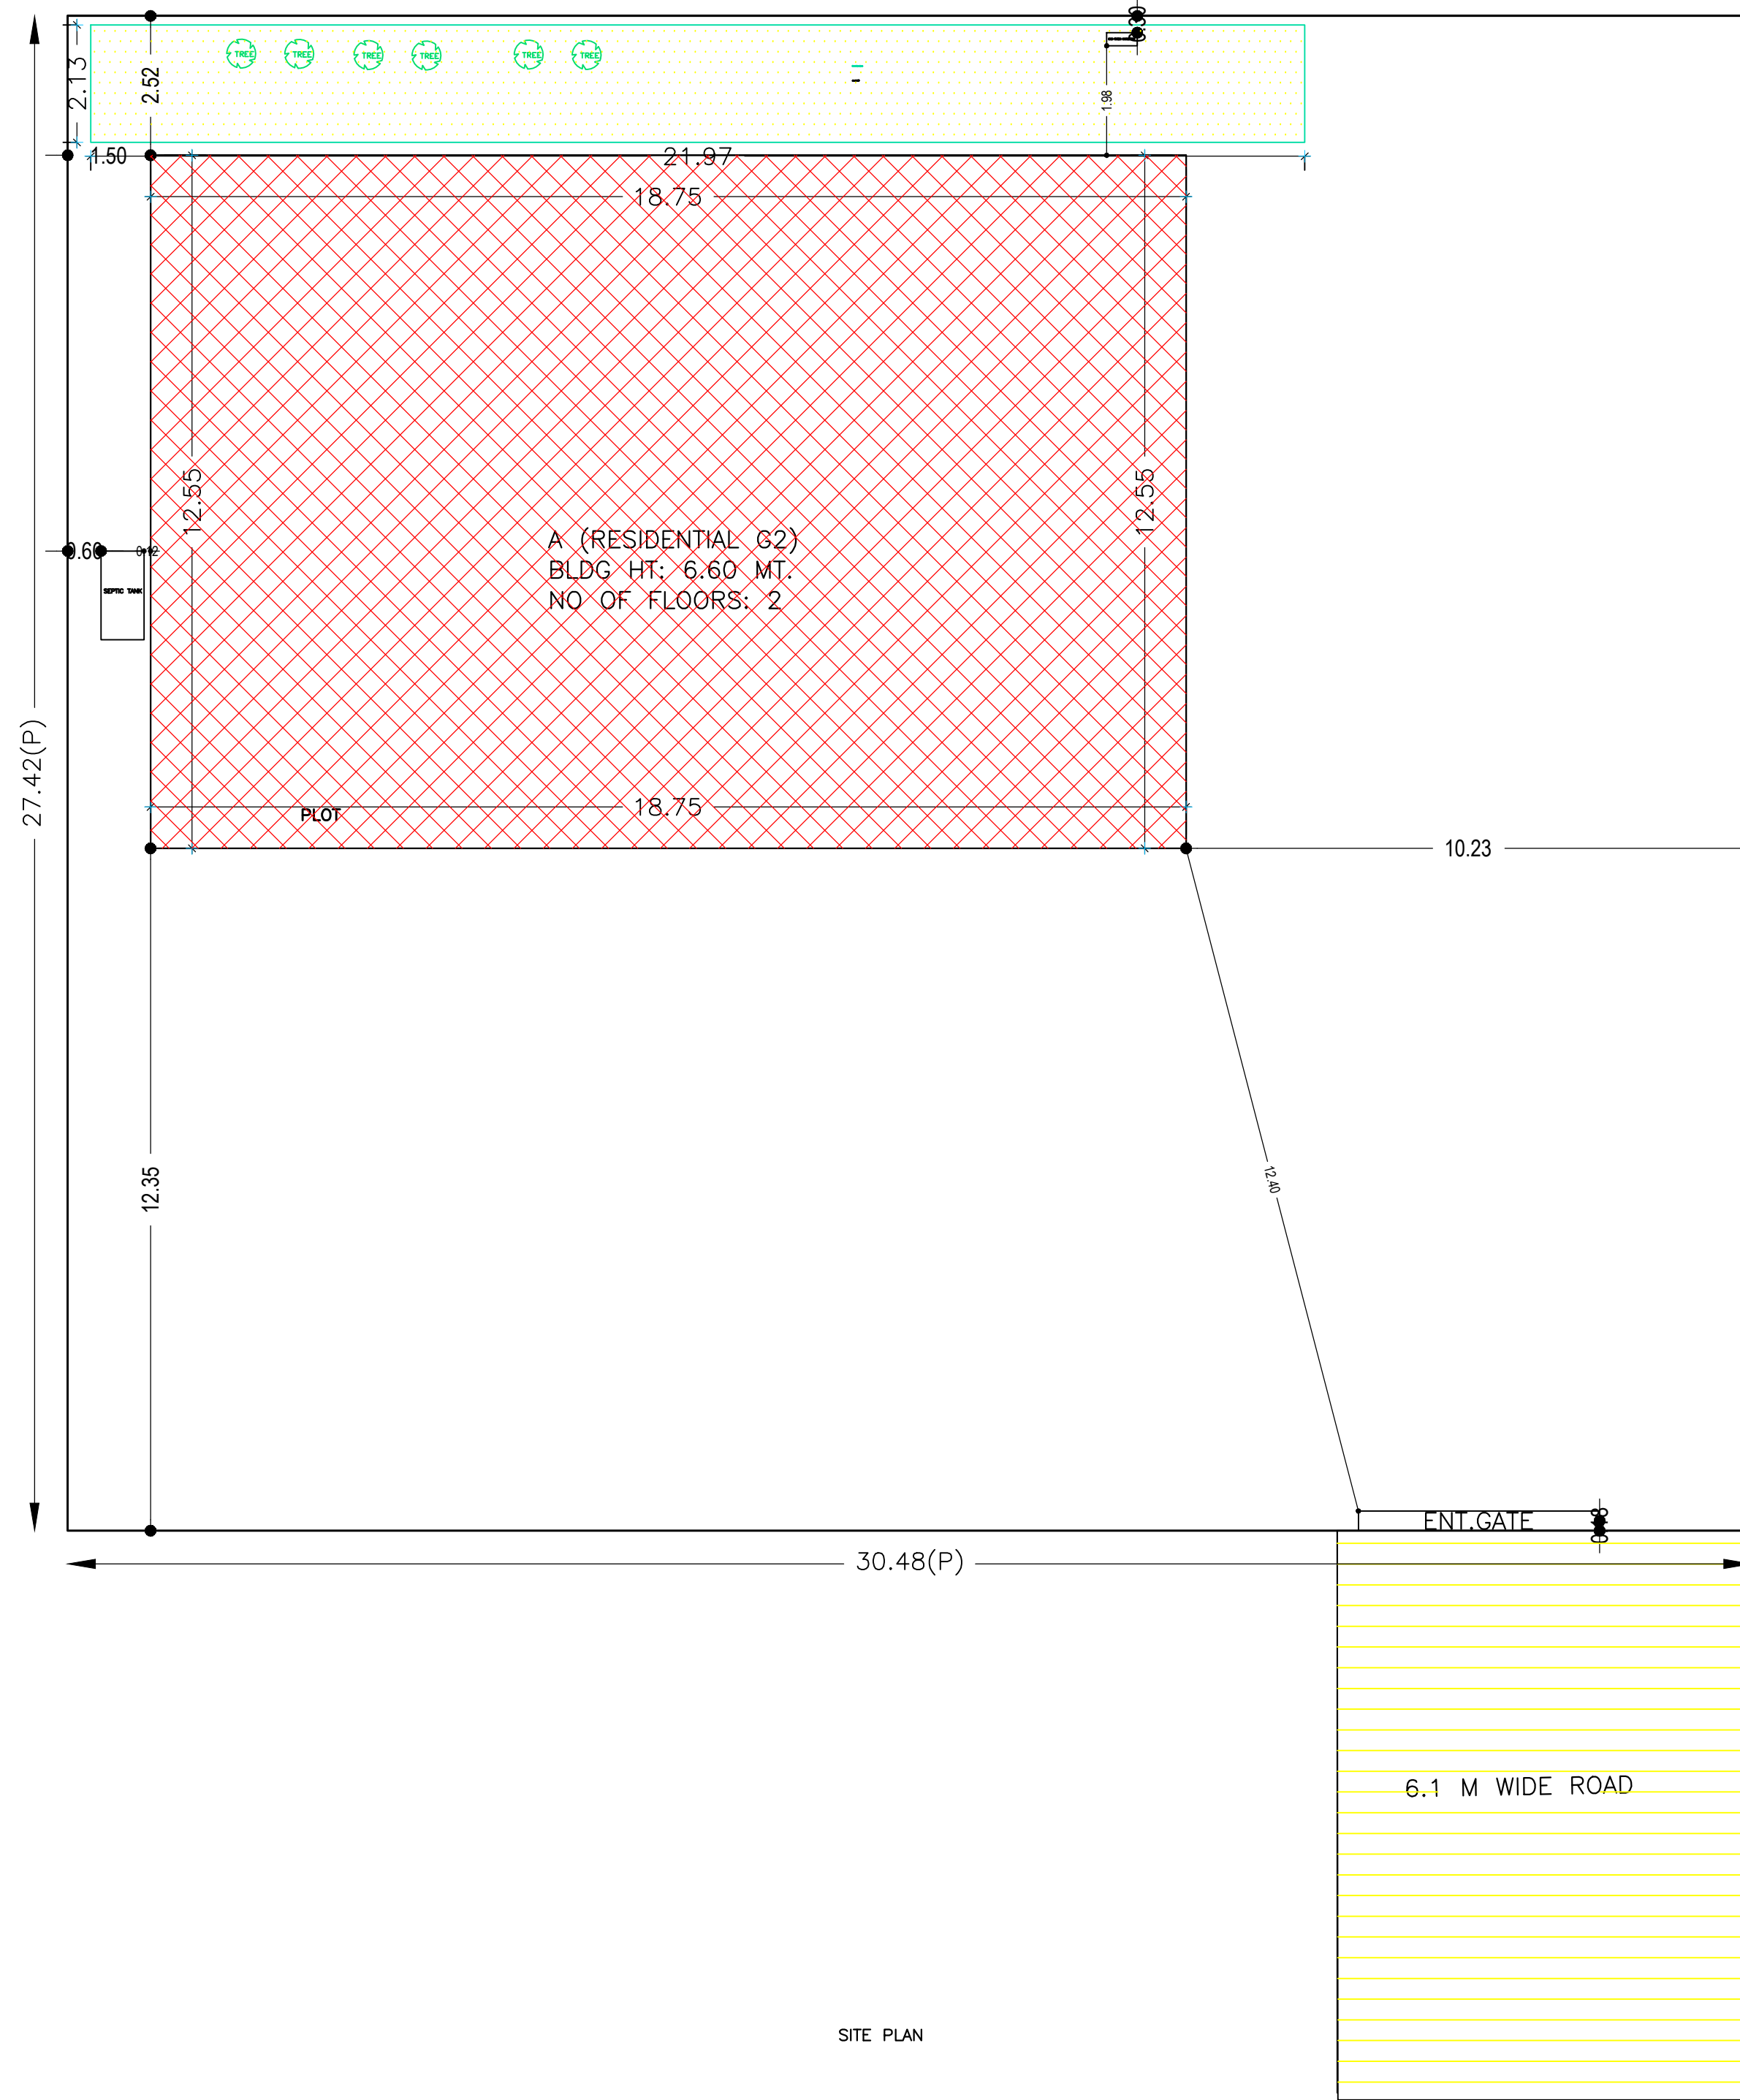 TREE TREE TREE TREE TREE TREE
2.13
2.52
1.98
1.50
21.97
18.75
12.55
12.55
0.12
SEPTIC TANK
A (RESIDENTIAL G2)
BLDG HT: 6.60 MT.
NO OF FLOORS: 2
27.42(P)
18.75
PLOT
10.23
12.35
12.40
ENT.GATE
30.48(P)
6.1 M WIDE ROAD
SITE PLAN